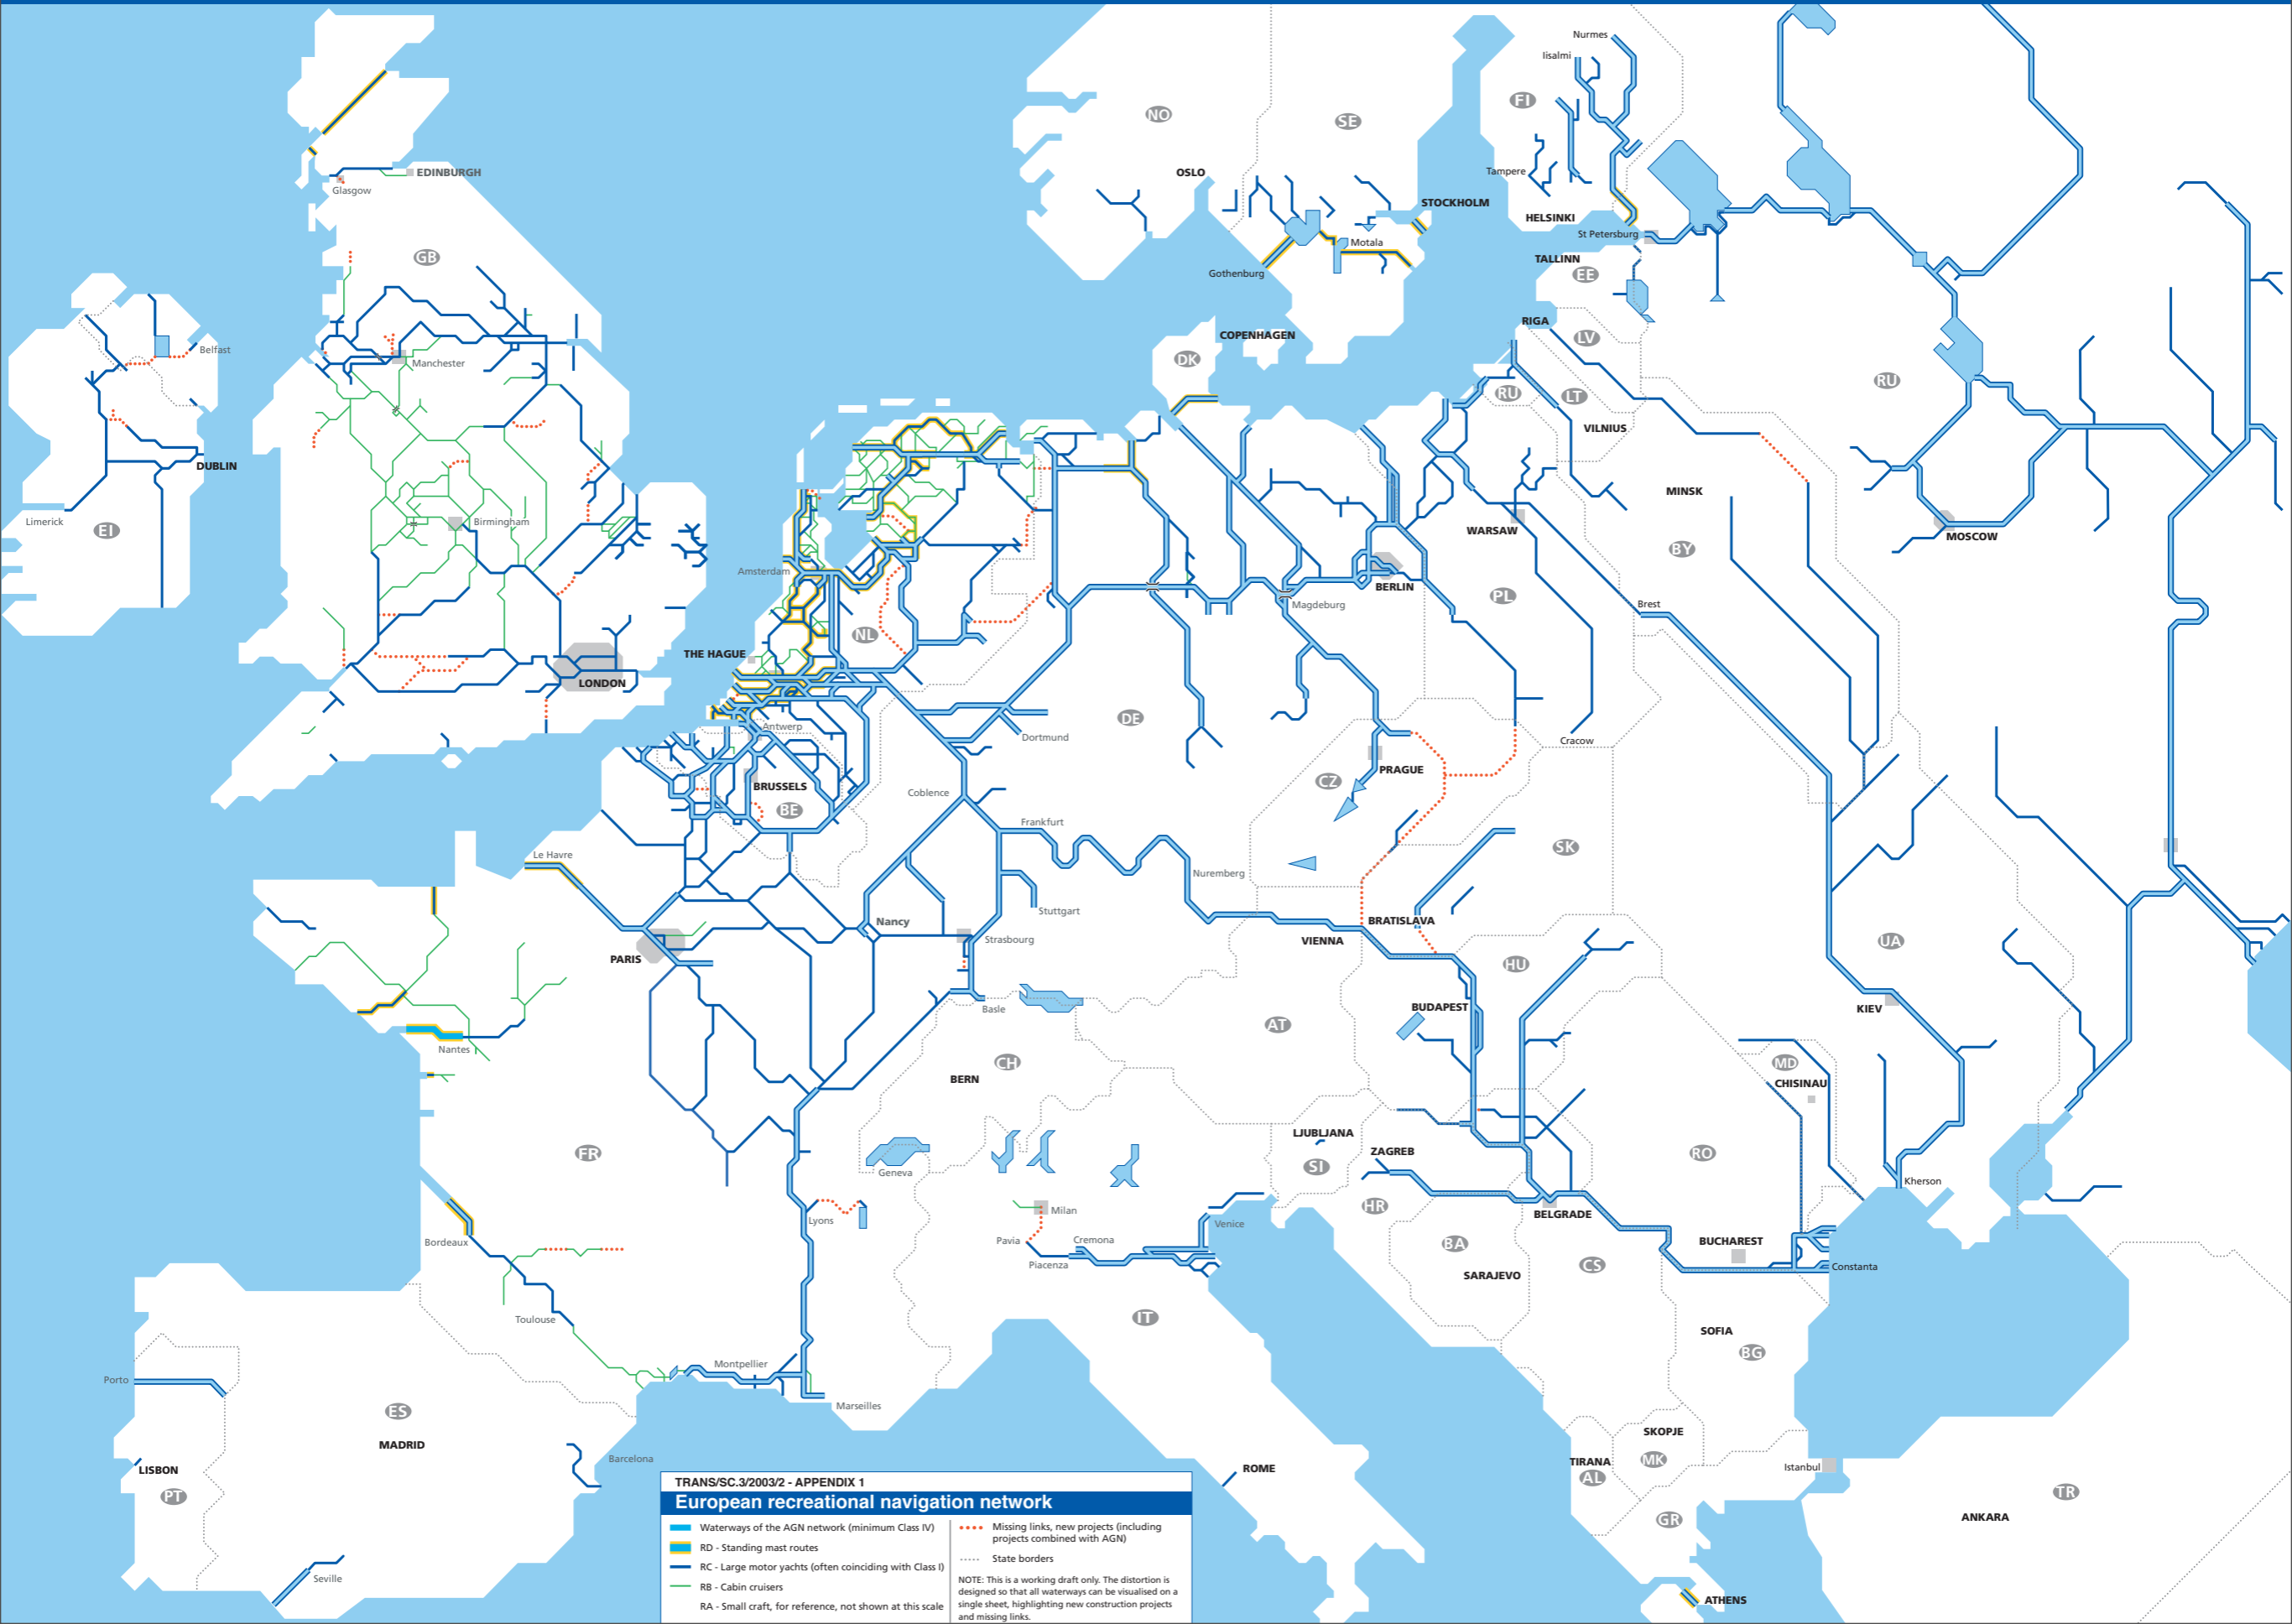 Nurmes
Iisalmi
FI
NO
SE
EDINBURGH
Glasgow
OSLO
Tampere
STOCKHOLM
HELSINKI
St Petersburg
Motala
GB
TALLINN
Gothenburg
EE
RIGA
COPENHAGEN
LV
Belfast
DK
Manchester
RU
RU
LT
VILNIUS
DUBLIN
MINSK
Limerick
EI
Birmingham
WARSAW
MOSCOW
BY
Amsterdam
BERLIN
PL
Magdeburg
Brest
NL
THE HAGUE
LONDON
DE
Antwerp
Dortmund
Cracow
PRAGUE
CZ
BRUSSELS
Coblence
BE
Frankfurt
SK
Le Havre
Nuremberg
Stuttgart
Nancy
BRATISLAVA
Strasbourg
VIENNA
UA
PARIS
HU
Basle
BUDAPEST
KIEV
AT
Nantes
CH
MD
BERN
CHISINAU
LJUBLJANA
ZAGREB
FR
RO
SI
Geneva
Kherson
HR
Milan
BELGRADE
Lyons
Venice
Bordeaux
Pavia
Cremona
BA
BUCHAREST
Piacenza
CS
Constanta
SARAJEVO
Toulouse
IT
SOFIA
BG
Montpellier
Porto
Marseilles
ES
SKOPJE
MADRID
Barcelona
MK
TIRANA
LISBON
ROME
Istanbul
AL
PT
TR
ANKARA
GR
Seville
ATHENS
TRANS/SC.3/2003/2 - APPENDIX 1
European recreational navigation network
Waterways of the AGN network (minimum Class IV)
RD - Standing mast routes
RC - Large motor yachts (often coinciding with Class I)
RB - Cabin cruisers
RA - Small craft, for reference, not shown at this scale
Missing links, new projects (including
projects combined with AGN)
State borders
NOTE: This is a working draft only. The distortion is
designed so that all waterways can be visualised on a
single sheet, highlighting new construction projects
and missing links.